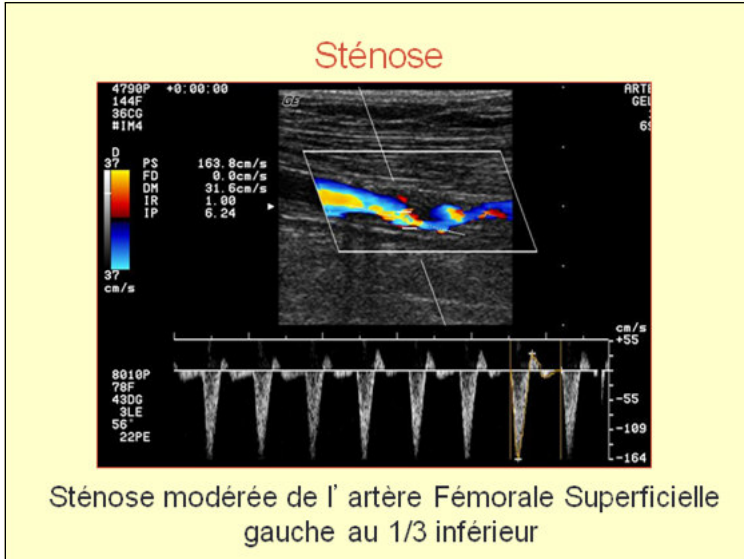 Sténose
4790P +0:00:00
144F
36CG
#IM4
GE
ARTE
GEL
69
D
37
PS 163.8cm/s
FD 0.0cm/s
DM 31.6cm/s
IR 1.00
IP 6.24
37
cm/s
cm/s
+55
8010P
78F
43DG
3LE
56°
22PE
-55
-109
-164
Sténose modérée de l' artère Fémorale Superficielle
gauche au 1/3 inférieur